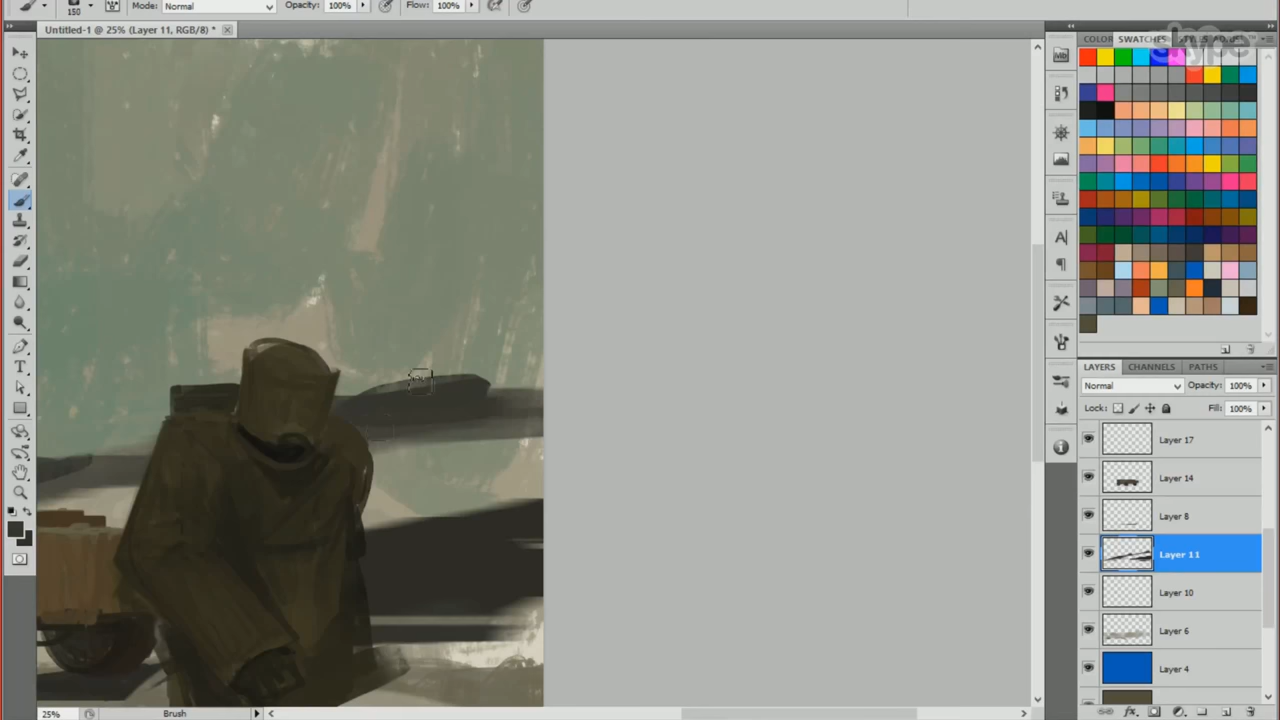 150 Mode: Normal Opacity: 100% Flow: 100%
Untitled-1 @ 25% (Layer 11, RGB/8) *
COLOR SWATCHES
skype
T
A
LAYERS CHANNELS PATHS
Normal Opacity: 100%
Lock: Fill: 100%
Layer 17
Layer 14
Layer 8
Layer 11
Layer 10
Layer 6
Layer 4
fx
25% Brush